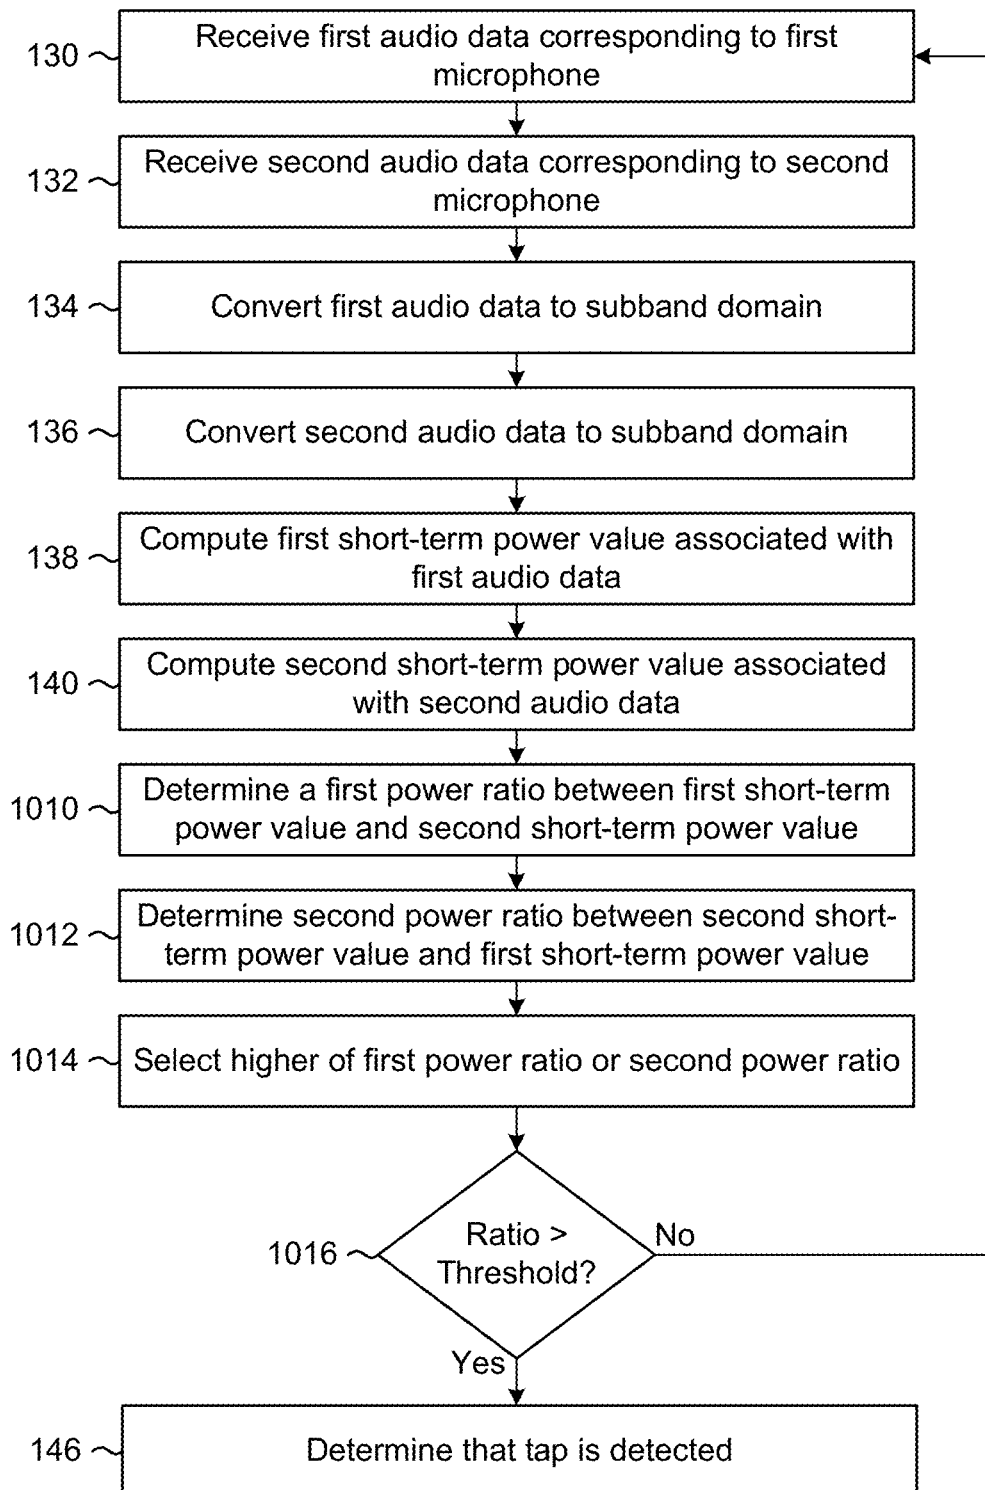 130
Receive first audio data corresponding to first
microphone
132
Receive second audio data corresponding to second
microphone
134
Convert first audio data to subband domain
136
Convert second audio data to subband domain
138
Compute first short-term power value associated with
first audio data
140
Compute second short-term power value associated
with second audio data
1010
Determine a first power ratio between first short-term
power value and second short-term power value
1012
Determine second power ratio between second short-
term power value and first short-term power value
1014
Select higher of first power ratio or second power ratio
1016
Ratio >
Threshold?
No
Yes
146
Determine that tap is detected